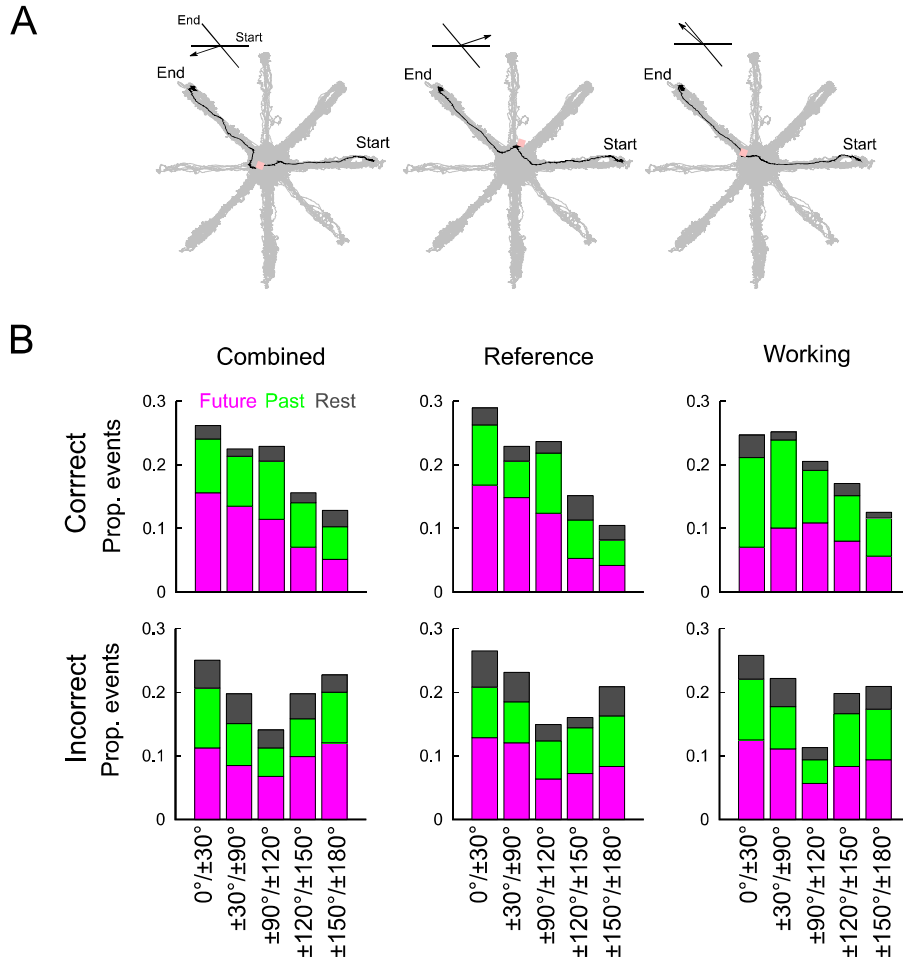 A
End
Start
End
Start
End
Start
End
Start
B
Combined
Reference
Working
Future Past Rest
Corrrect
Prop. events
0.3
0.2
0.1
0
0.3
0.2
0.1
0
0.3
0.2
0.1
0
Incorrect
Prop. events
0.3
0.2
0.1
0
0.3
0.2
0.1
0
0.3
0.2
0.1
0
0°/±30°
±30°/±90°
±90°/±120°
±120°/±150°
±150°/±180°
0°/±30°
±30°/±90°
±90°/±120°
±120°/±150°
±150°/±180°
0°/±30°
±30°/±90°
±90°/±120°
±120°/±150°
±150°/±180°